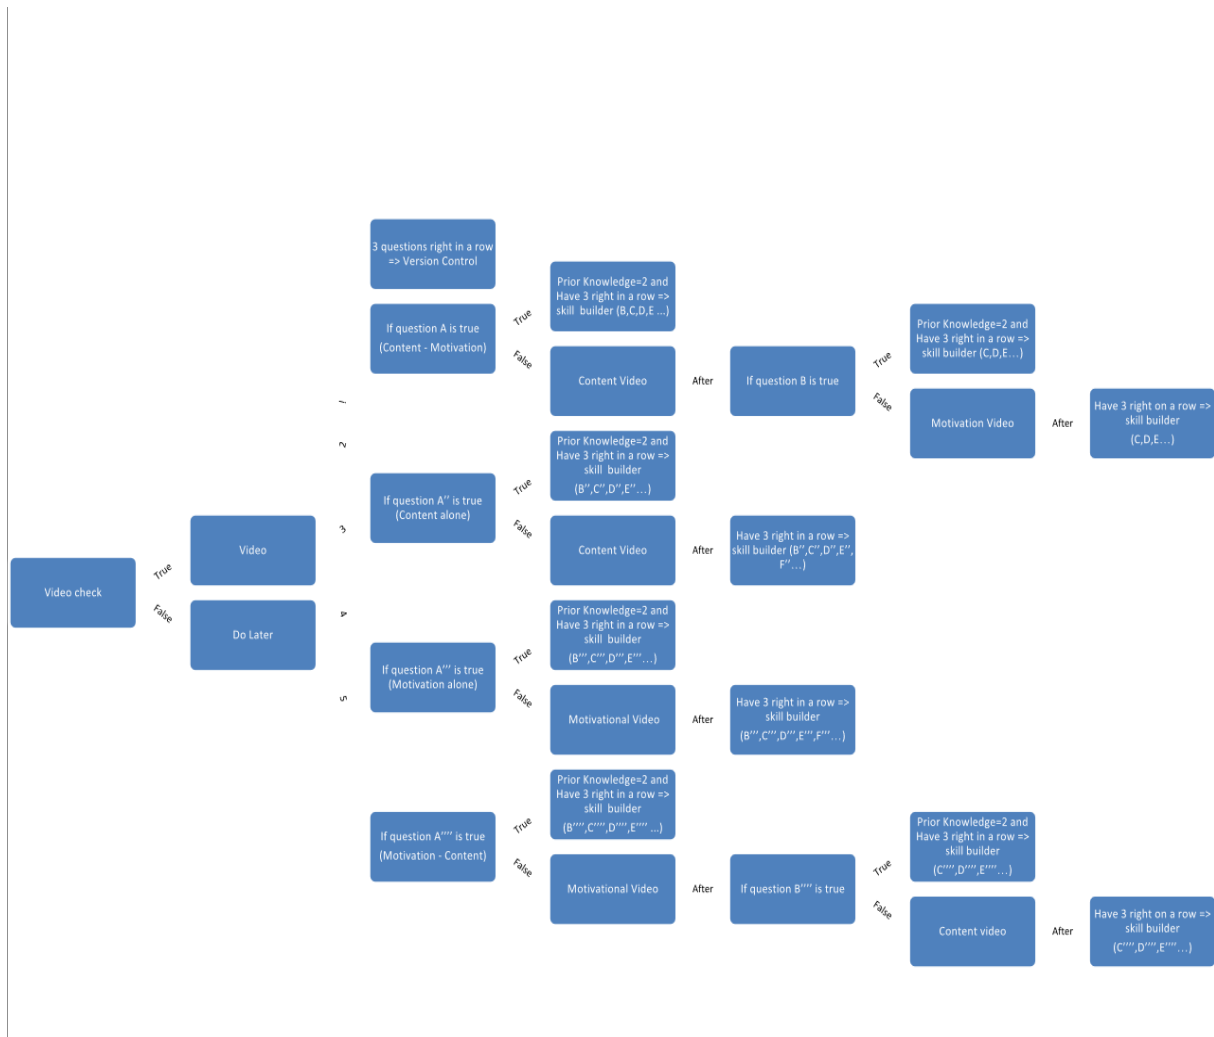 3 questions right in a row
=> Version Control
If question A is true
(Content - Motivation)
True
False
Prior Knowledge=2 and
Have 3 right in a row =>
skill builder (B,C,D,E ...)
Content Video
After
If question B is true
True
False
Prior Knowledge=2 and
Have 3 right in a row =>
skill builder (C,D,E…)
Motivation Video
After
Have 3 right on a row =>
skill builder
(C,D,E…)
1
2
3
4
5
Video check
True
False
Video
Do Later
If question A'' is true
(Content alone)
True
False
Prior Knowledge=2 and
Have 3 right in a row =>
skill builder
(B'',C'',D'',E''…)
Content Video
After
Have 3 right in a row =>
skill builder (B'',C'',D'',E'',
F''…)
If question A''' is true
(Motivation alone)
True
False
Prior Knowledge=2 and
Have 3 right in a row =>
skill builder
(B''',C''',D''',E'''…)
Motivational Video
After
Have 3 right in a row =>
skill builder
(B''',C''',D''',E''',F'''…)
If question A'''' is true
(Motivation - Content)
True
False
Prior Knowledge=2 and
Have 3 right in a row =>
skill builder
(B'''',C'''',D'''',E'''' ...)
Motivational Video
After
If question B'''' is true
True
False
Prior Knowledge=2 and
Have 3 right in a row =>
skill builder
(C'''',D'''',E''''…)
Content video
After
Have 3 right on a row =>
skill builder
(C'''',D'''',E''''…)